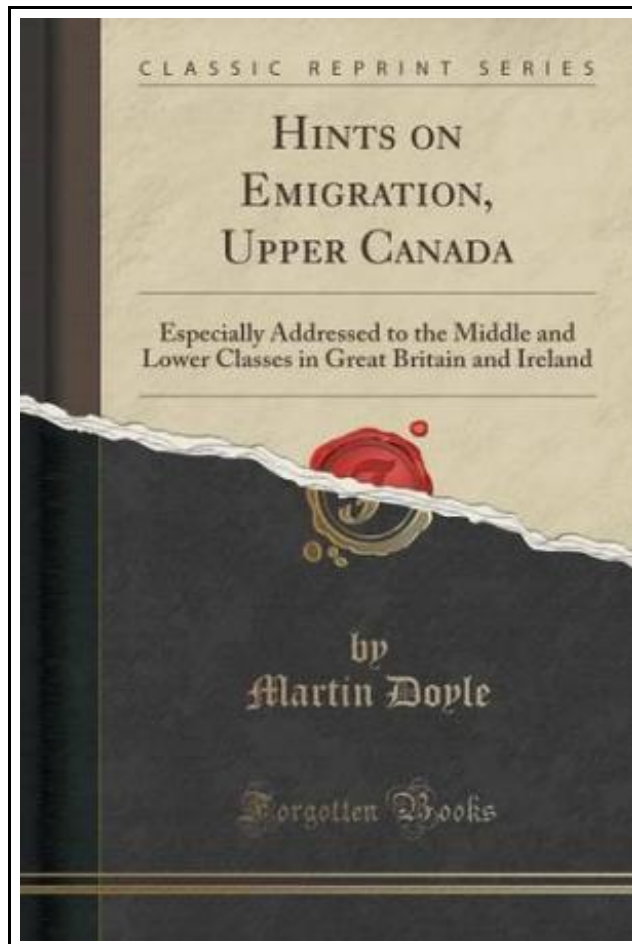 CLASSIC REPRINT SERIES
HINTS ON
EMIGRATION,
UPPER CANADA
Especially Addressed to the Middle and
Lower Classes in Great Britain and Ireland
F
by
Martin Doyle
Forgotten Books